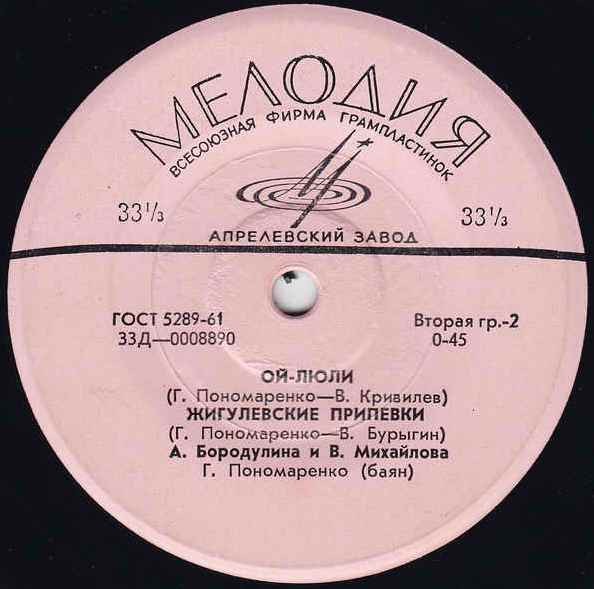 МЕЛОДИЯ
ВСЕСОЮЗНАЯ ФИРМА ГРАМПЛАСТИНОК
33⅓ 33⅓
АПРЕЛЕВСКИЙ ЗАВОД
ГОСТ 5289-61 Вторая гр.-2
33Д—0008890 0-45
ОЙ-ЛЮЛИ
(Г. Пономаренко—В. Кривилев)
ЖИГУЛЕВСКИЕ ПРИПЕВКИ
(Г. Пономаренко—В. Бурыгин)
А. Бородулина и В. Михайлова
Г. Пономаренко (баян)